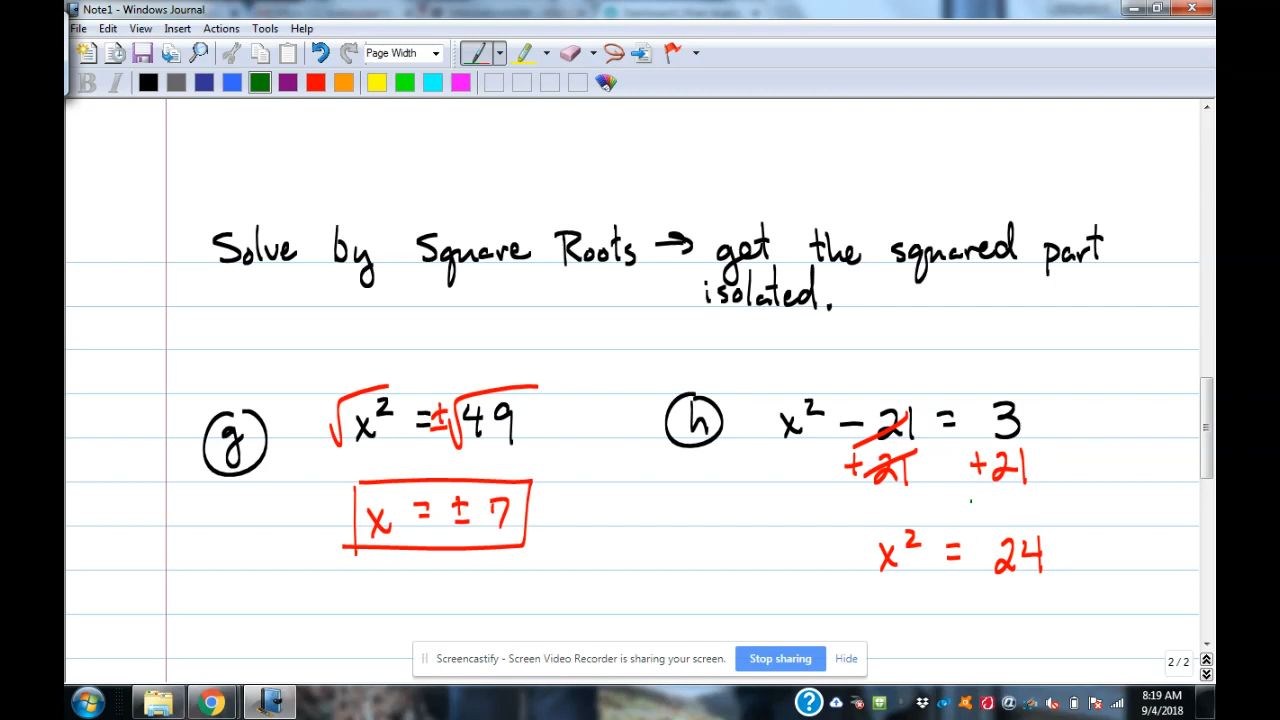 Note1 - Windows Journal
File Edit View Insert Actions Tools Help
Page Width
B I
Solve by Square Roots → get the squared part
isolated.
g √x² = ±√49
x = ± 7
h x² - 21 = 3
+ 21 +21
x² = 24
Screencastify - Screen Video Recorder is sharing your screen. Stop sharing Hide
2 / 2
8:19 AM
9/4/2018